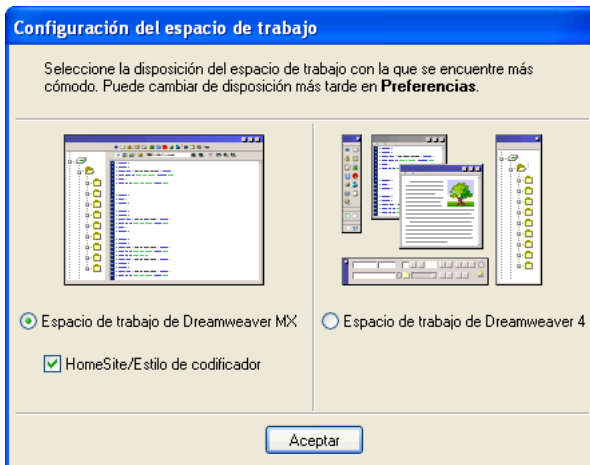 Configuración del espacio de trabajo
Seleccione la disposición del espacio de trabajo con la que se encuentre más
cómodo. Puede cambiar de disposición más tarde en Preferencias.
Espacio de trabajo de Dreamweaver MX
Espacio de trabajo de Dreamweaver 4
HomeSite/Estilo de codificador
Aceptar